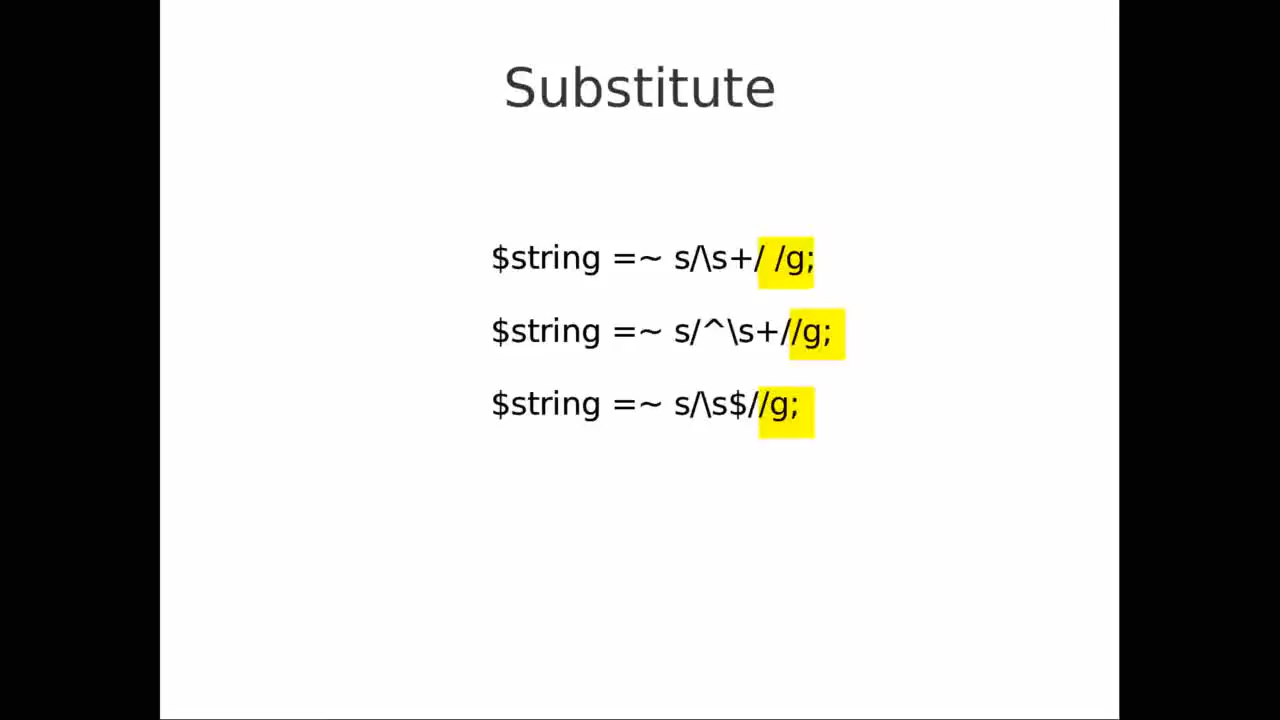 Substitute
$string =~ s/\s+/ /g;
$string =~ s/^\s+//g;
$string =~ s/\s$//g;